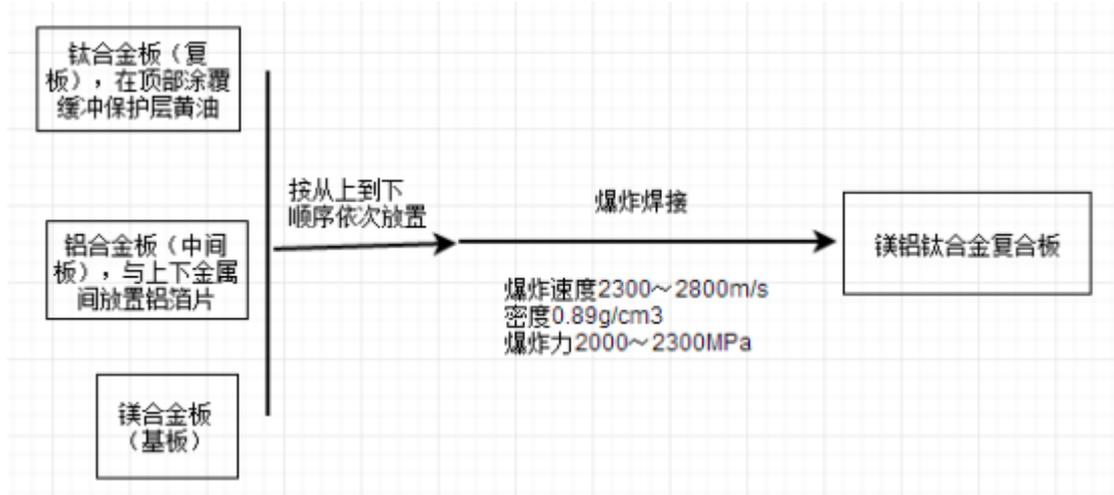 钛合金板（复
板），在顶部涂覆
缓冲保护层黄油
按从上到下
顺序依次放置
爆炸焊接
铝合金板（中间
板），与上下金属
间放置铝箔片
镁铝钛合金复合板
爆炸速度2300～2800m/s
密度0.89g/cm3
爆炸力2000～2300MPa
镁合金板
（基板）